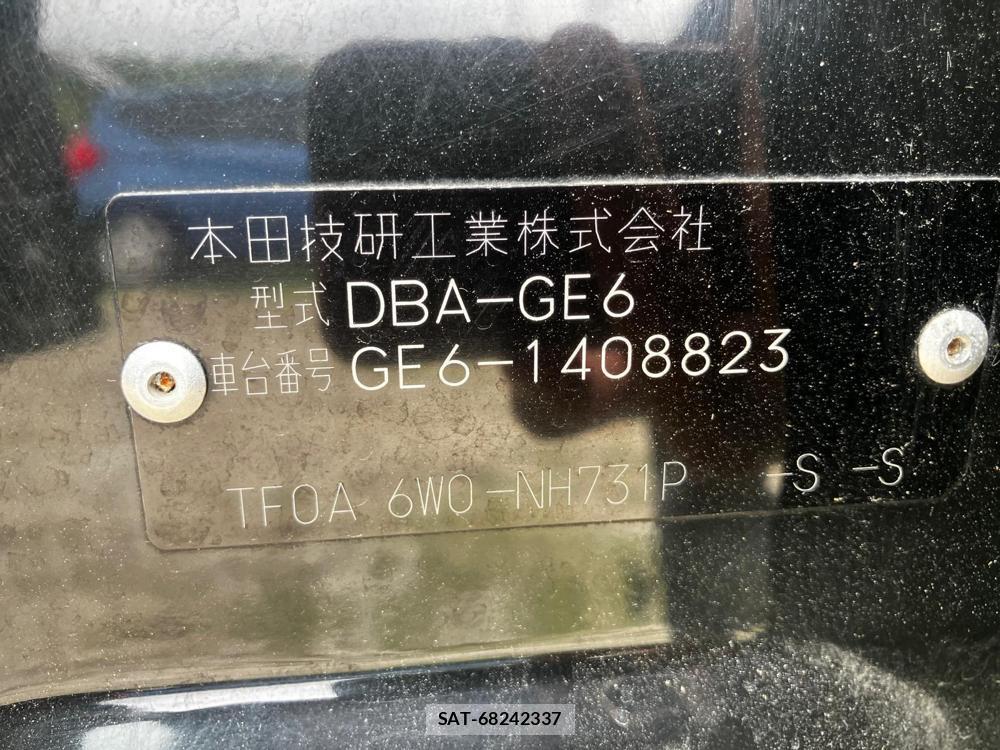 本田技研工業株式会社
型式 DBA-GE6
車台番号 GE6-1408823
TF0A 6W0-NH731P -S -S
SAT-68242337